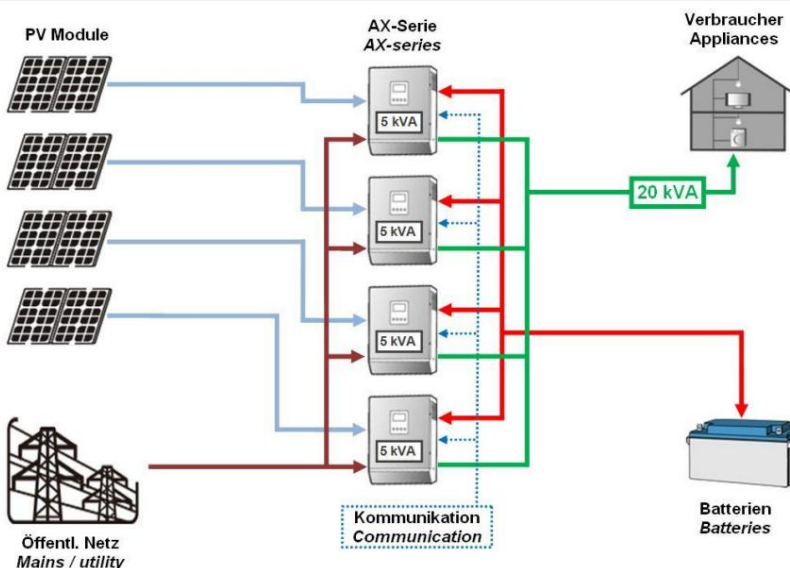 PV Module
AX-Serie
AX-series
Verbraucher
Appliances
5 kVA
5 kVA
5 kVA
5 kVA
20 kVA
Öffentl. Netz
Mains / utility
Kommunikation
Communication
Batterien
Batteries